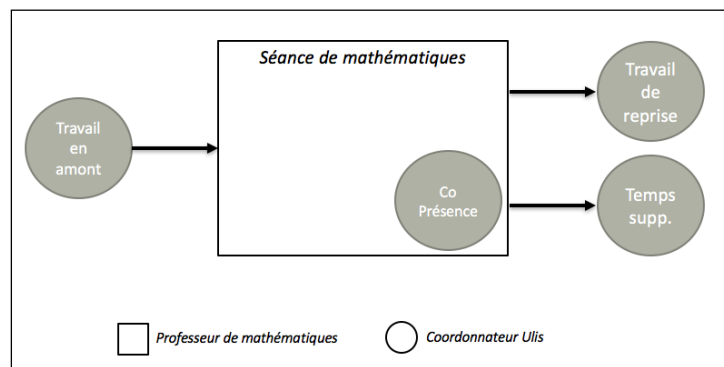 Séance de mathématiques
Travail
en
amont
Co
Présence
Travail
de
reprise
Temps
supp.
Professeur de mathématiques
Coordonnateur Ulis